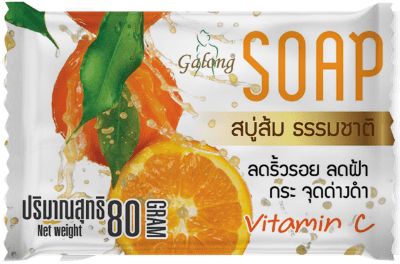 Galong
SOAP
สบู่ส้ม ธรรมชาติ
ลดริ้วรอย ลดฝ้า
กระ จุดด่างดำ
Vitamin C
ปริมาณสุทธิ
Net weight
80
GRAM